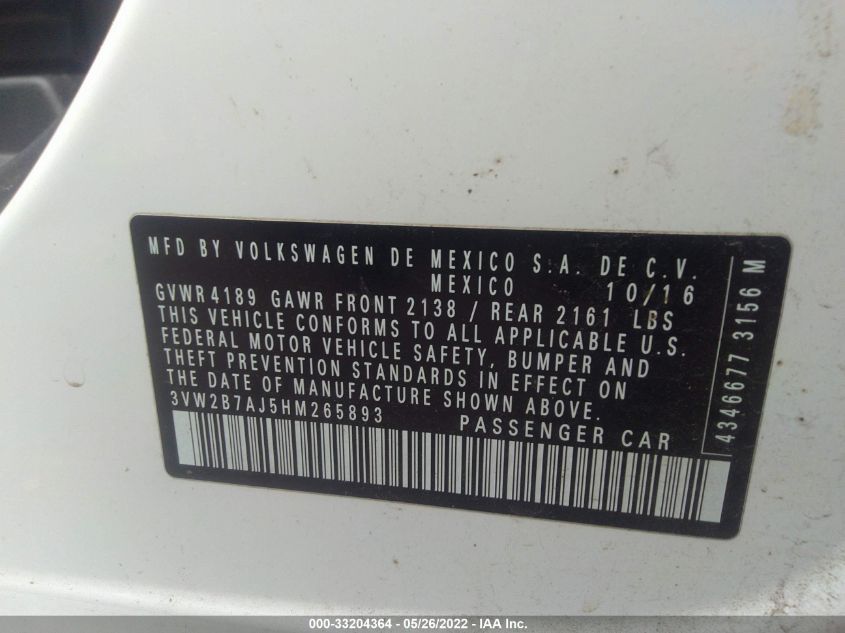 MFD BY VOLKSWAGEN DE MEXICO S.A. DE C.V.
MEXICO 10/16
GVWR 4189 GAWR FRONT 2138 / REAR 2161 LBS
THIS VEHICLE CONFORMS TO ALL APPLICABLE U.S.
FEDERAL MOTOR VEHICLE SAFETY, BUMPER AND
THEFT PREVENTION STANDARDS IN EFFECT ON
THE DATE OF MANUFACTURE SHOWN ABOVE.
3VW2B7AJ5HM265893 PASSENGER CAR
4346677 3156 M
000-33204364 - 05/26/2022 - IAA Inc.